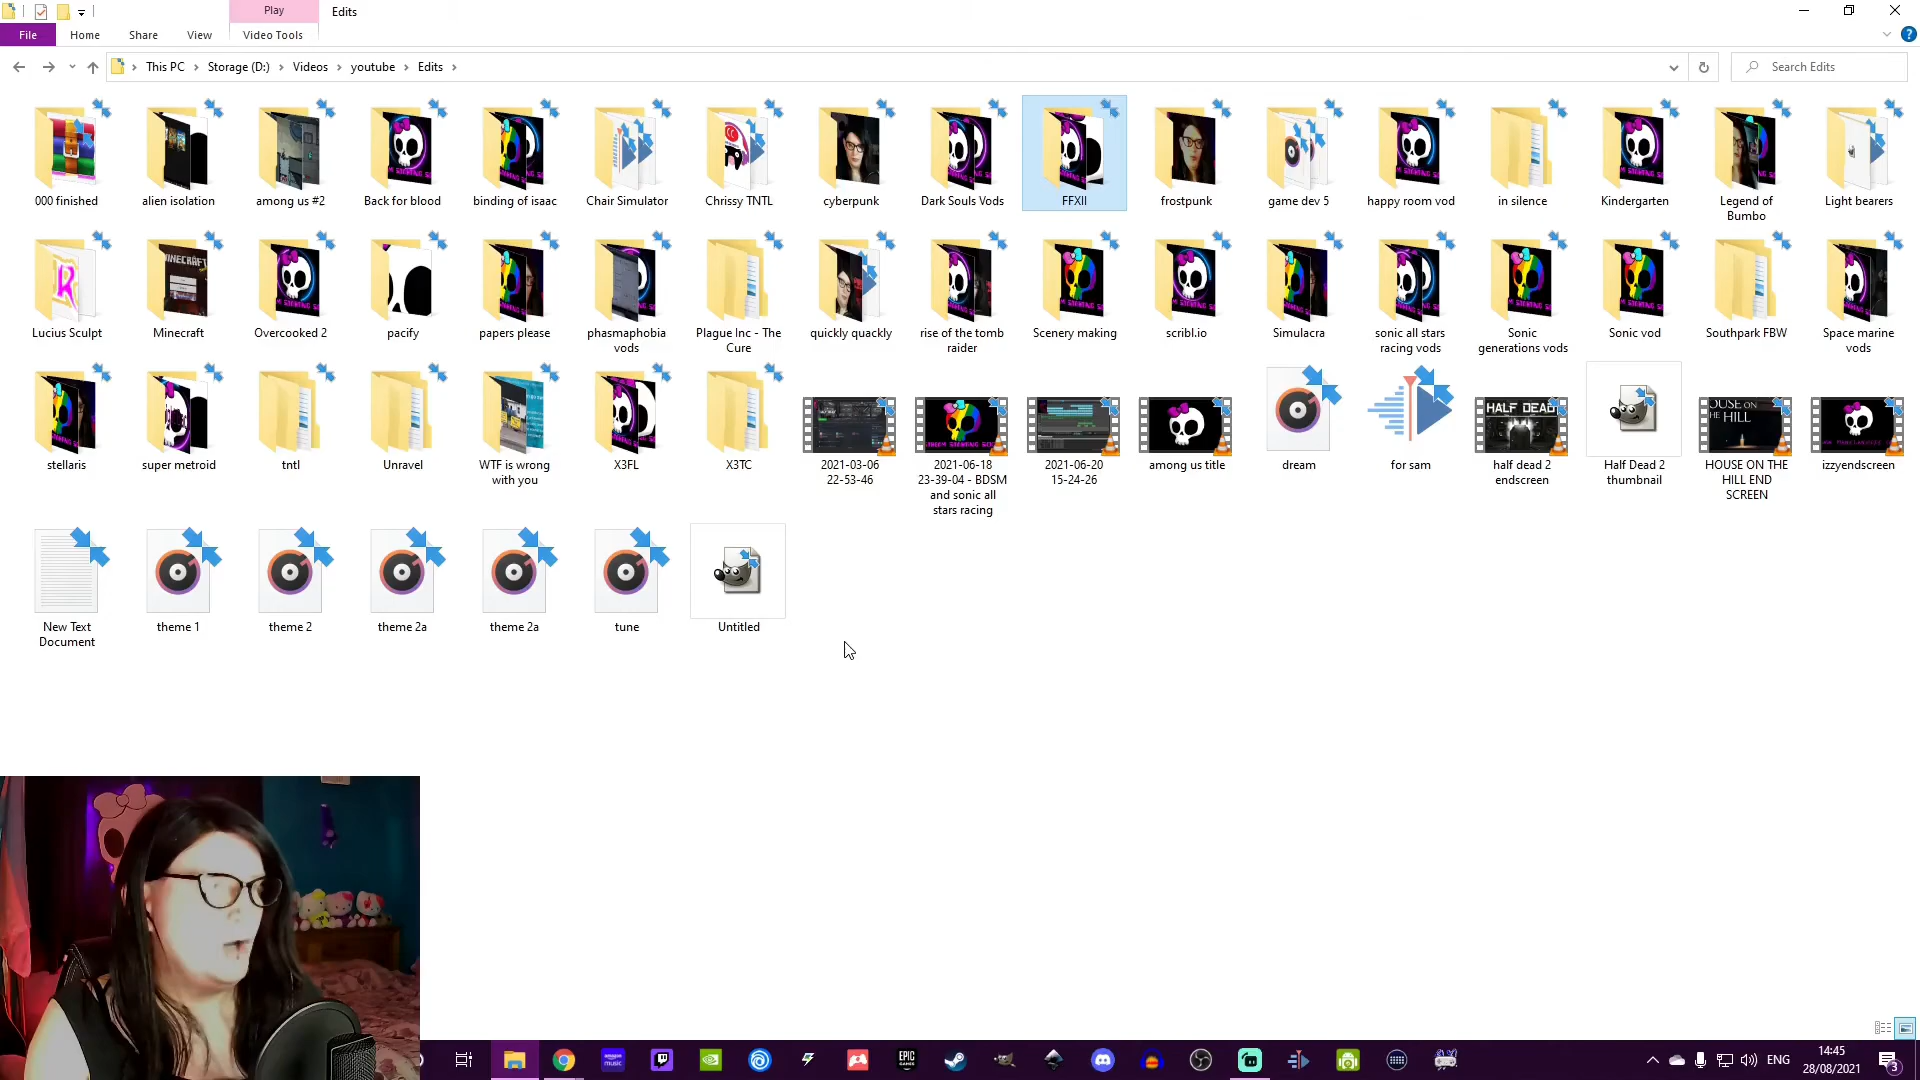 Play
Edits
File
Home
Share
View
Video Tools
This PC
Storage (D:)
Videos
youtube
Edits
Search Edits
000 finished
alien isolation
among us #2
Back for blood
binding of isaac
Chair Simulator
Chrissy TNTL
cyberpunk
Dark Souls Vods
FFXII
frostpunk
game dev 5
happy room vod
in silence
Kindergarten
Legend of
Bumbo
Light bearers
Lucius Sculpt
Minecraft
Overcooked 2
pacify
papers please
phasmaphobia
vods
Plague Inc - The
Cure
quickly quackly
rise of the tomb
raider
Scenery making
scribl.io
Simulacra
sonic all stars
racing vods
Sonic
generations vods
Sonic vod
Southpark FBW
Space marine
vods
stellaris
super metroid
tntl
Unravel
WTF is wrong
with you
X3FL
X3TC
2021-03-06
22-53-46
2021-06-18
23-39-04 - BDSM
and sonic all
stars racing
2021-06-20
15-24-26
among us title
dream
for sam
HALF DEAD
half dead 2
endscreen
Half Dead 2
thumbnail
HOUSE ON THE
HILL END
SCREEN
izzyendscreen
New Text
Document
theme 1
theme 2
theme 2a
theme 2a
tune
Untitled
ENG
14:45
28/08/2021
3